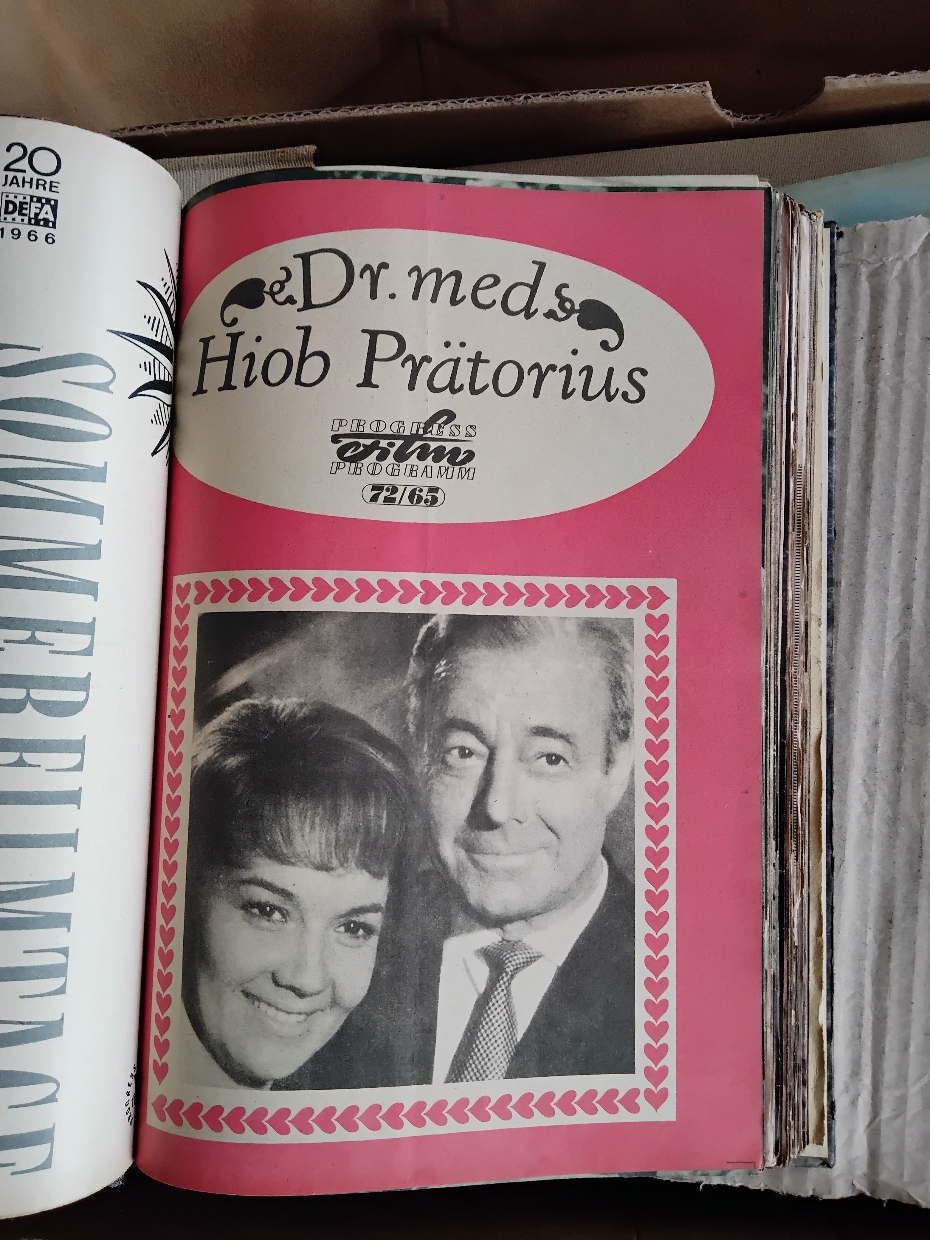 20
JAHRE
DEFA
1966
SOMMERFILMTAGE
Dr. med.
Hiob Prätorius
PROGRESS
Film
PROGRAMM
72/65